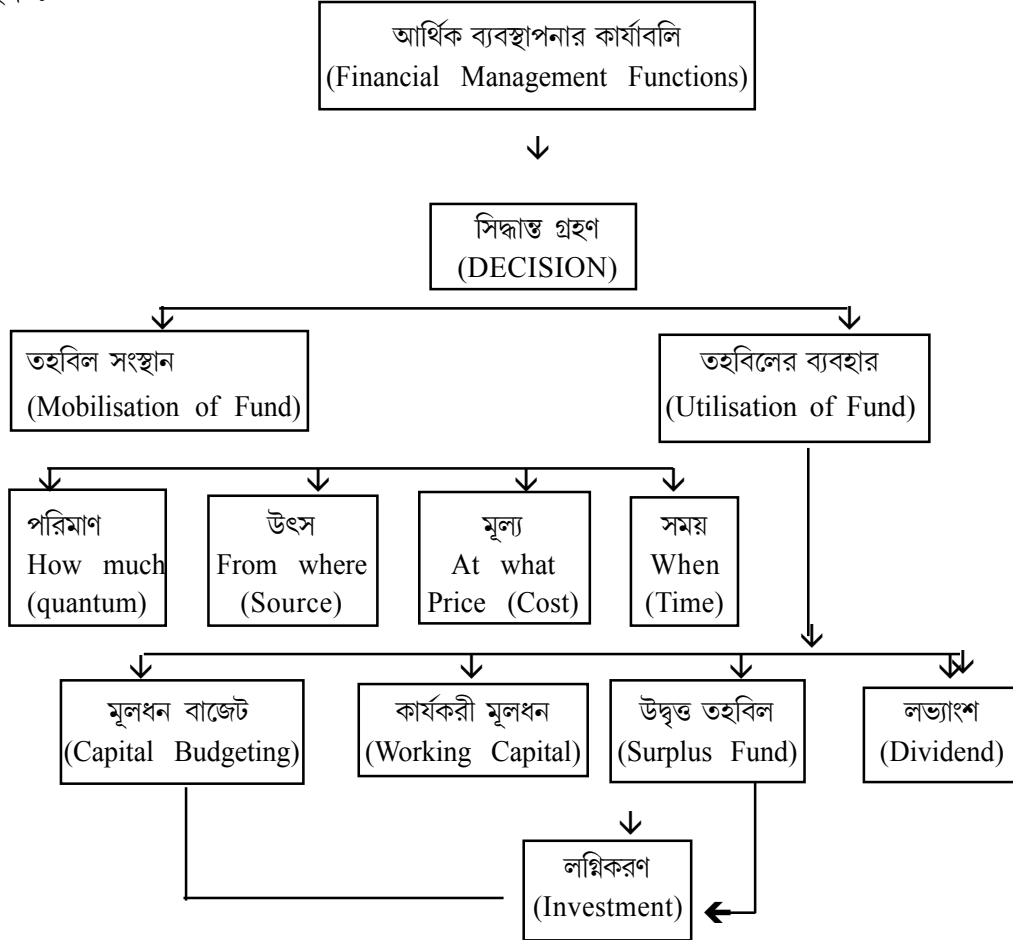 আর্থিক ব্যবস্থাপনার কার্যাবলি
(Financial Management Functions)
সিদ্ধান্ত গ্রহণ
(DECISION)
তহবিল সংস্থান
(Mobilisation of Fund)
তহবিলের ব্যবহার
(Utilisation of Fund)
পরিমাণ
How much
(quantum)
উৎস
From where
(Source)
মূল্য
At what
Price (Cost)
সময়
When
(Time)
মূলধন বাজেট
(Capital Budgeting)
কার্যকরী মূলধন
(Working Capital)
উদ্বৃত্ত তহবিল
(Surplus Fund)
লভ্যাংশ
(Dividend)
লগ্নিকরণ
(Investment)